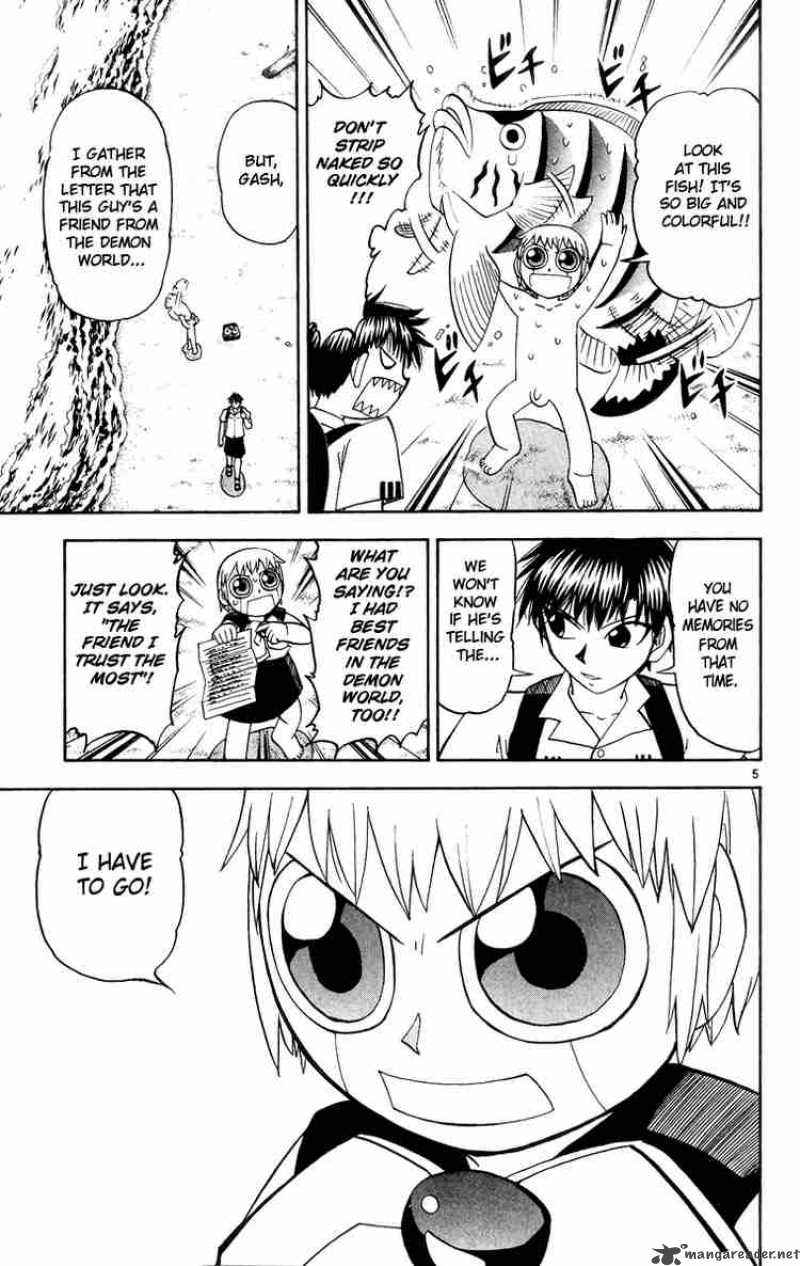 LOOK
AT THIS
FISH! IT'S
SO BIG AND
COLORFUL!!
ビチ
ビチ
DON'T
STRIP
NAKED SO
QUICKLY
!!!
ビチ
ビチ
BUT,
GASH,
I GATHER
FROM THE
LETTER THAT
THIS GUY'S A
FRIEND FROM
THE DEMON
WORLD...
YOU
HAVE NO
MEMORIES
FROM
THAT
TIME.
WE
WON'T
KNOW
IF HE'S
TELLING
THE...
WHAT
ARE YOU
SAYING!?
I HAD
BEST
FRIENDS
IN THE
DEMON
WORLD,
TOO!!
JUST LOOK.
IT SAYS,
"THE
FRIEND I
TRUST THE
MOST"!
5
I HAVE
TO GO!
mangareader.net